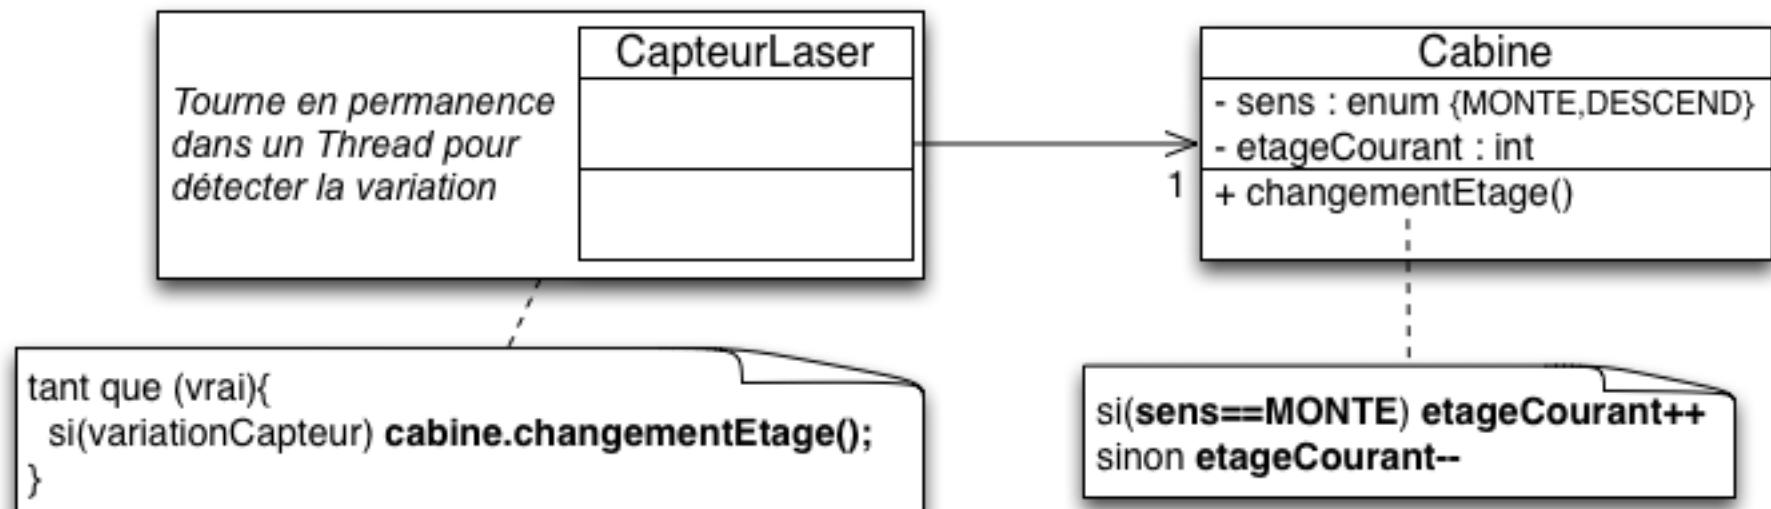 CapteurLaser
Tourne en permanence
dans un Thread pour
détecter la variation
Cabine
- sens : enum {MONTE,DESCEND}
- etageCourant : int
1
+ changementEtage()
tant que (vrai){
si(variationCapteur) cabine.changementEtage();
}
si(sens==MONTE) etageCourant++
sinon etageCourant--